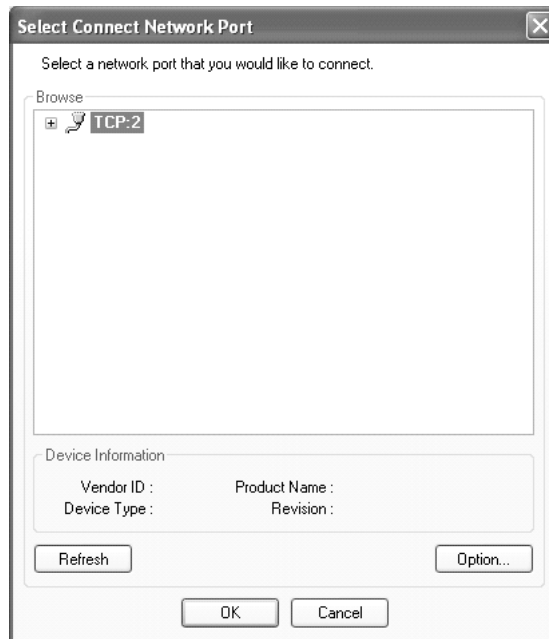 Select Connect Network Port
Select a network port that you would like to connect.
Browse
TCP:2
Device Information
Vendor ID : Product Name :
Device Type : Revision :
Refresh Option...
OK Cancel